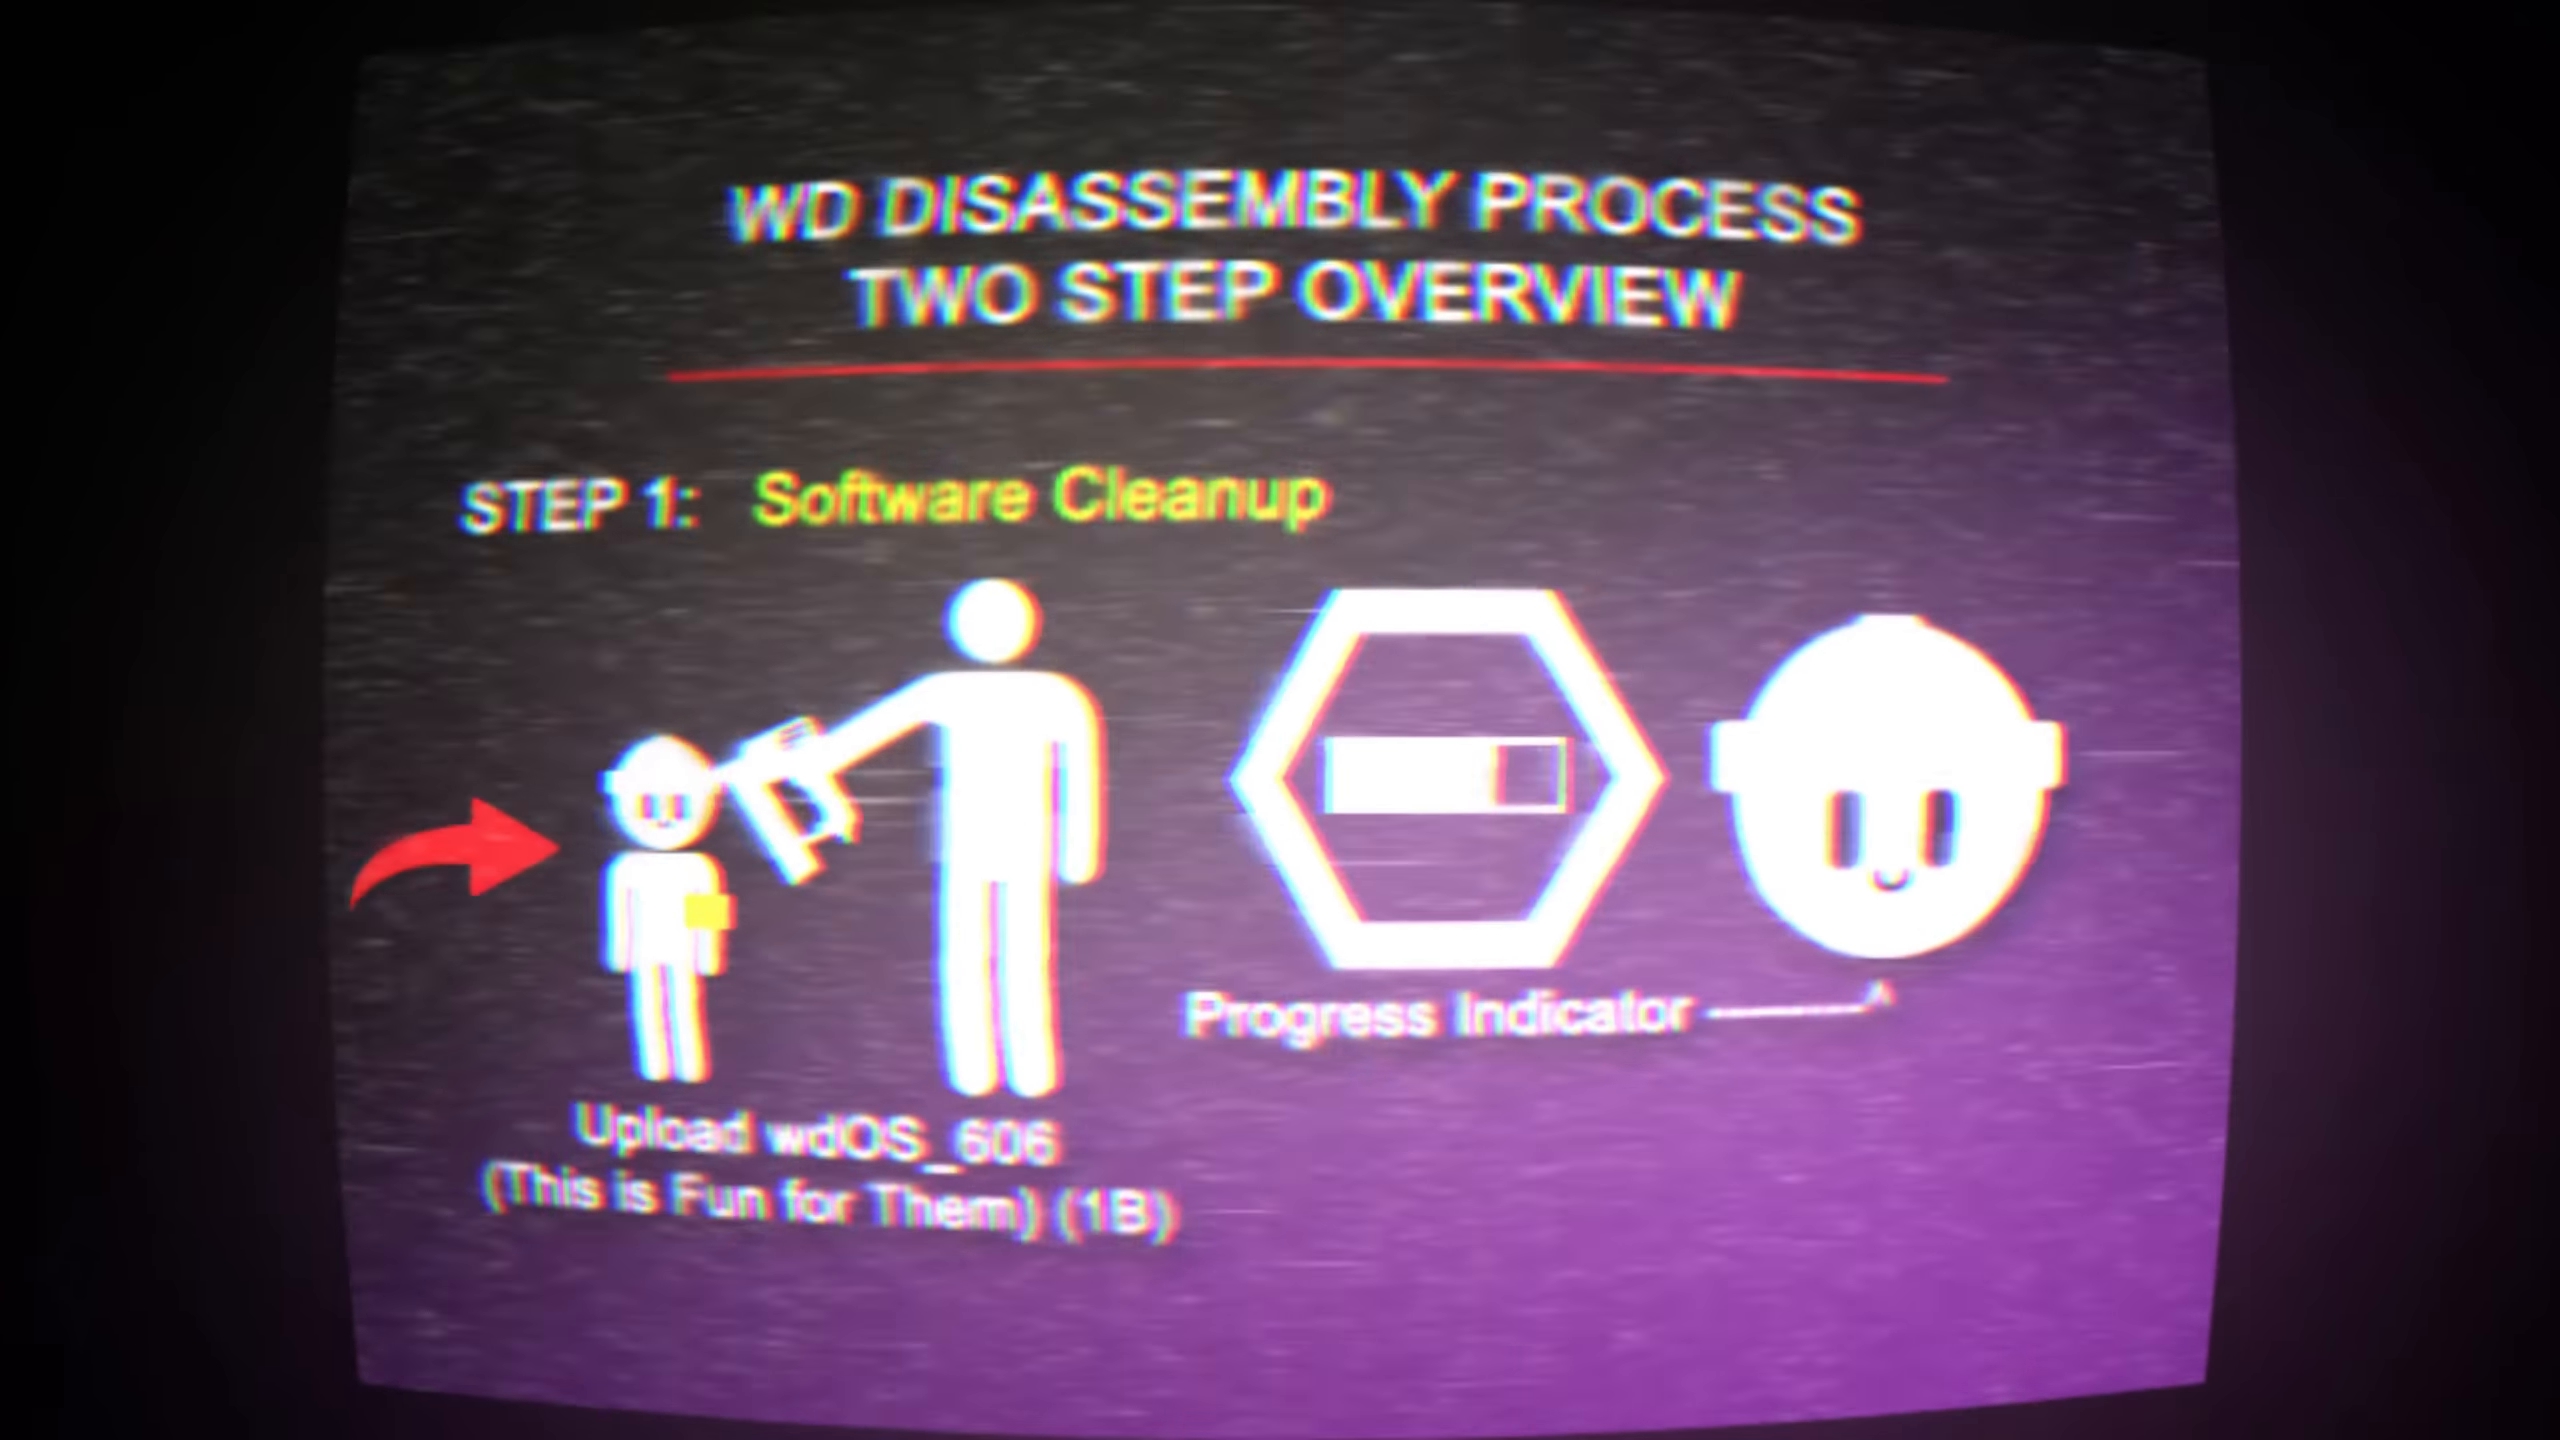 WD DISASSEMBLY PROCESS
TWO STEP OVERVIEW
STEP 1: Software Cleanup
Progress Indicator
Upload wdOS_606
(This is Fun for Them) (1B)